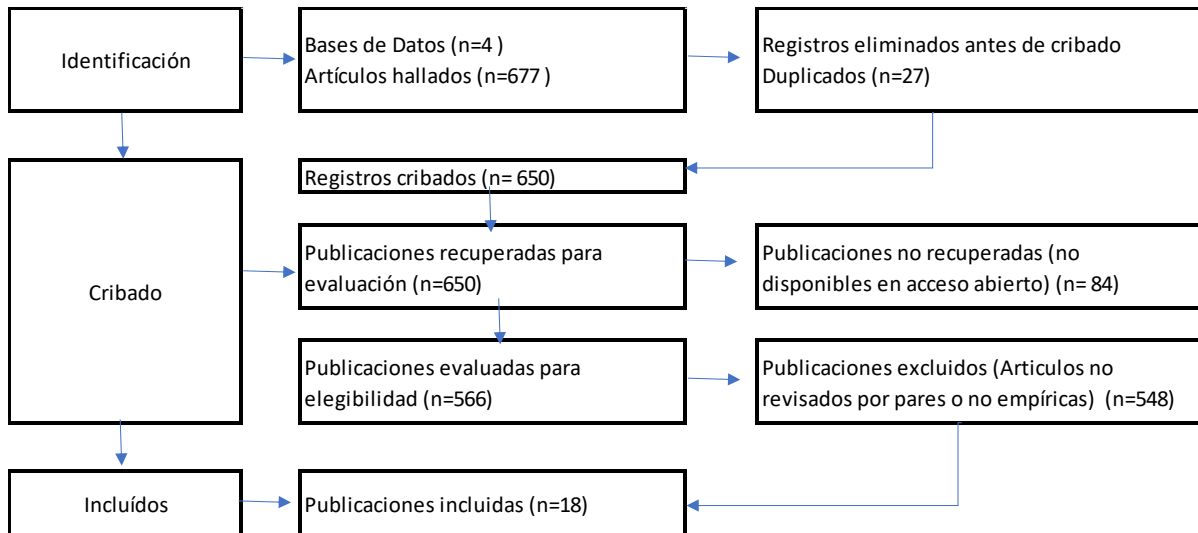 Identificación
Bases de Datos (n=4 )
Artículos hallados (n=677 )
Registros eliminados antes de cribado
Duplicados (n=27)
Cribado
Registros cribados (n= 650)
Publicaciones recuperadas para
evaluación (n=650)
Publicaciones no recuperadas (no
disponibles en acceso abierto) (n= 84)
Publicaciones evaluadas para
elegibilidad (n=566)
Publicaciones excluidos (Articulos no
revisados por pares o no empíricas)  (n=548)
Incluídos
Publicaciones incluidas (n=18)